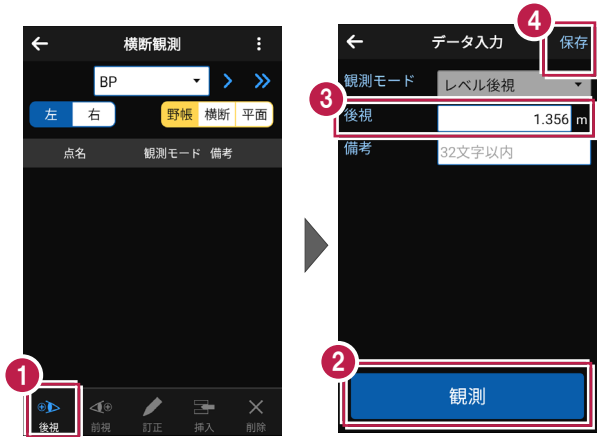 横断観測
BP
左 右 野帳 横断 平面
点名 観測モード 備考
1
後視 前視 訂正 挿入 削除
4
データ入力 保存
観測モード レベル後視
3
後視 1.356 m
備考 32文字以内
2
観測